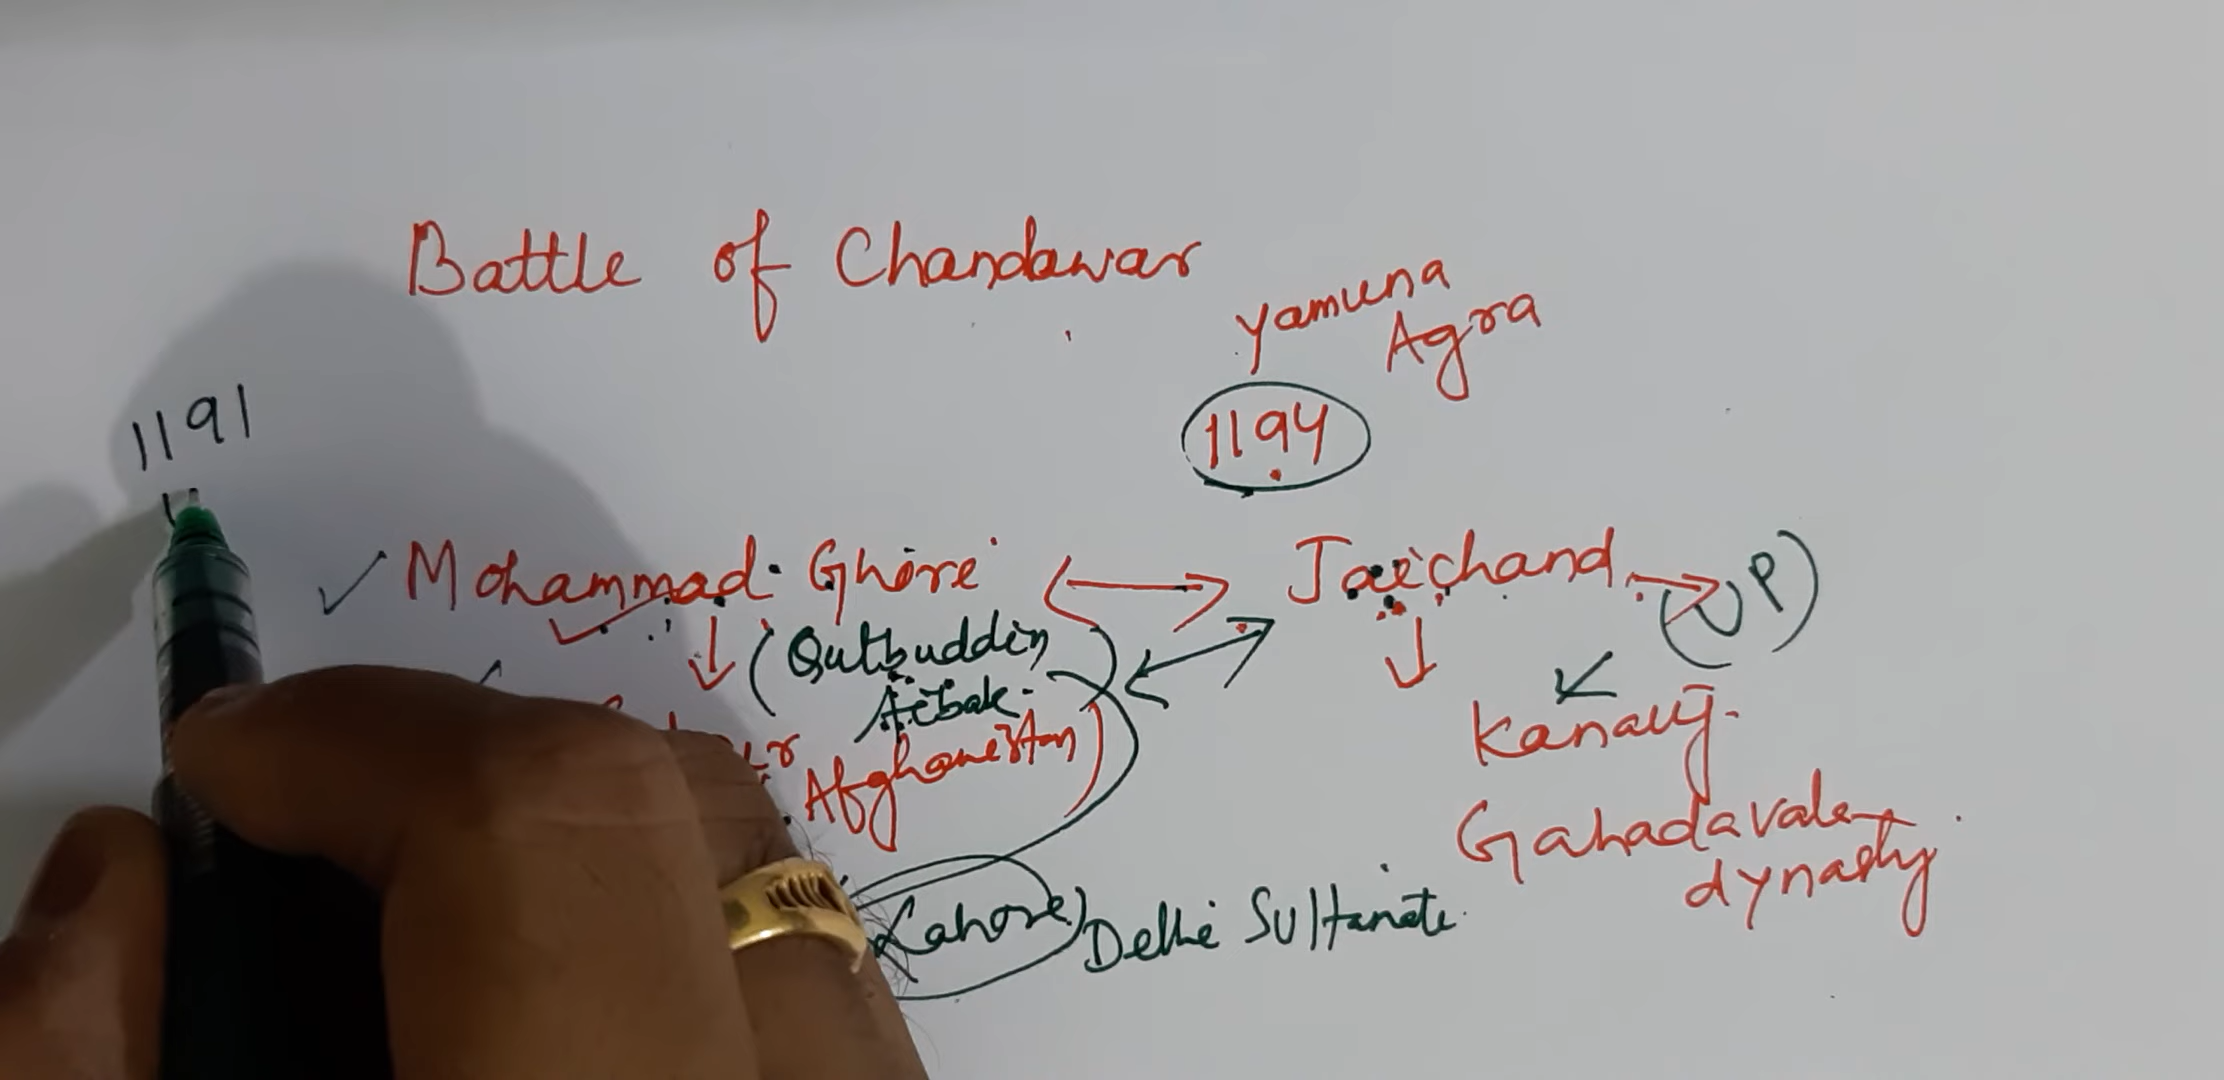 Battle of Chandawar
Yamuna
Agra
1194
1191
Mohammad Ghori
Jaichand
UP
(Qutbuddin
Aibak)
Afghanistan)
Kanauj
Gahadavala
dynasty
(Lahore)
Delhi Sultanate